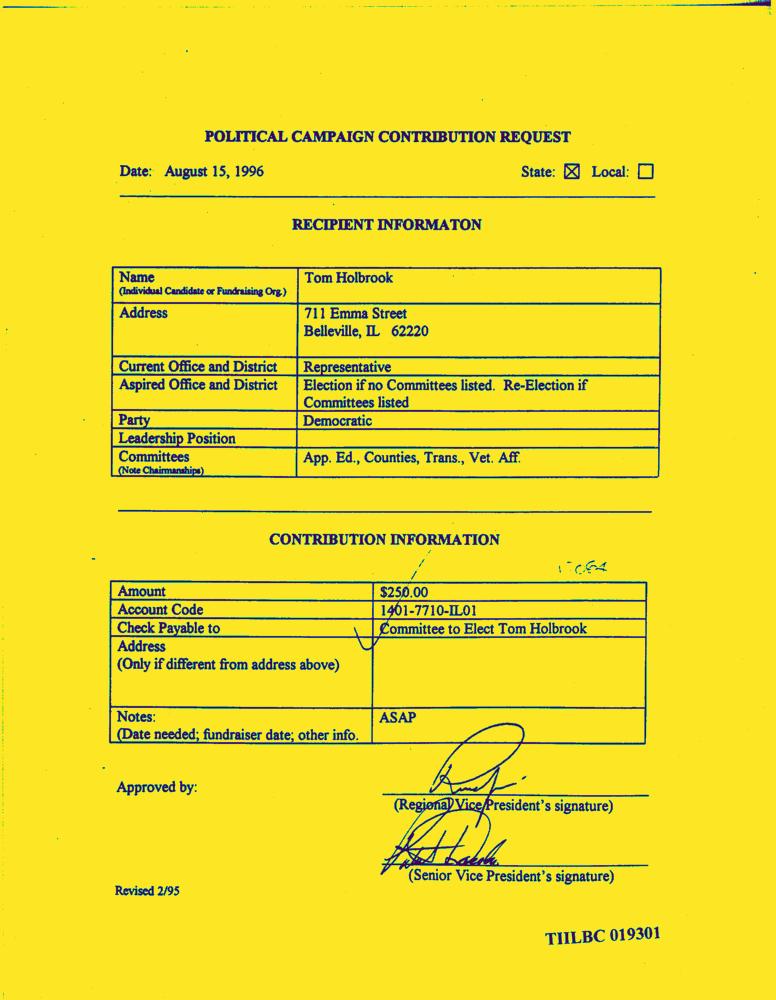 POLITICAL CAMPAIGN CONTRIBUTION REQUEST
Date: August 15, 1996 State: ☒ Local: ☐
RECIPIENT INFORMATON
Name Tom Holbrook
(Individual Candidate or Fundraising Org.)
Address 711 Emma Street
Belleville, IL 62220
Current Office and District Representative
Aspired Office and District Election if no Committees listed. Re-Election if
Committees listed
Party Democratic
Leadership Position
Committees App. Ed., Counties, Trans., Vet. Aff.
(Note Chairmanships)
CONTRIBUTION INFORMATION
Amount $250.00
Account Code 1401-7710-IL01
Check Payable to Committee to Elect Tom Holbrook
Address
(Only if different from address above)
Notes: ASAP
(Date needed; fundraiser date; other info.
Approved by:
(Regional Vice President's signature)
(Senior Vice President's signature)
Revised 2/95
TIILBC 019301